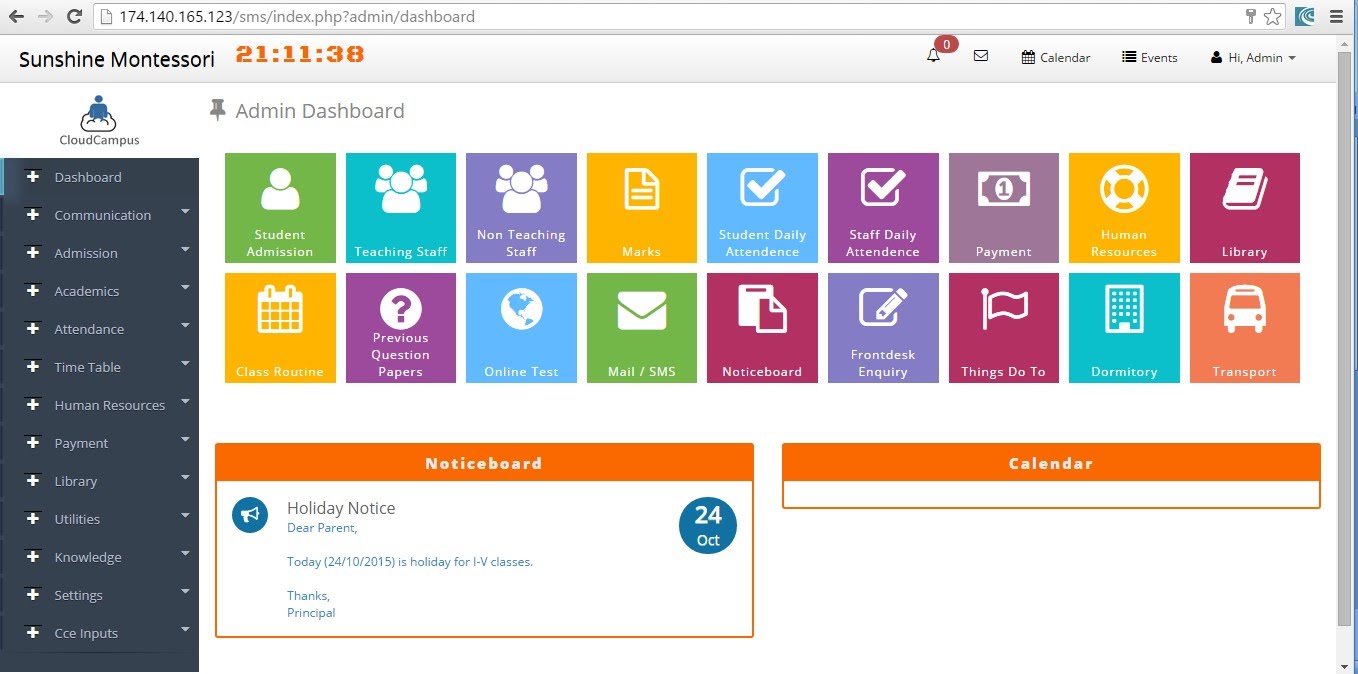 174.140.165.123/sms/index.php?admin/dashboard
Sunshine Montessori
21:11:38
0
Calendar
Events
Hi, Admin
CloudCampus
Admin Dashboard
Dashboard
Communication
Admission
Academics
Attendance
Time Table
Human Resources
Payment
Library
Utilities
Knowledge
Settings
Cce Inputs
Student
Admission
Teaching Staff
Non Teaching
Staff
Marks
Student Daily
Attendence
Staff Daily
Attendence
1
Payment
Human
Resources
Library
Class Routine
?
Previous
Question
Papers
Online Test
Mail / SMS
Noticeboard
Frontdesk
Enquiry
Things Do To
Dormitory
Transport
Noticeboard
Holiday Notice
Dear Parent,
Today (24/10/2015) is holiday for I-V classes.
Thanks,
Principal
24
Oct
Calendar